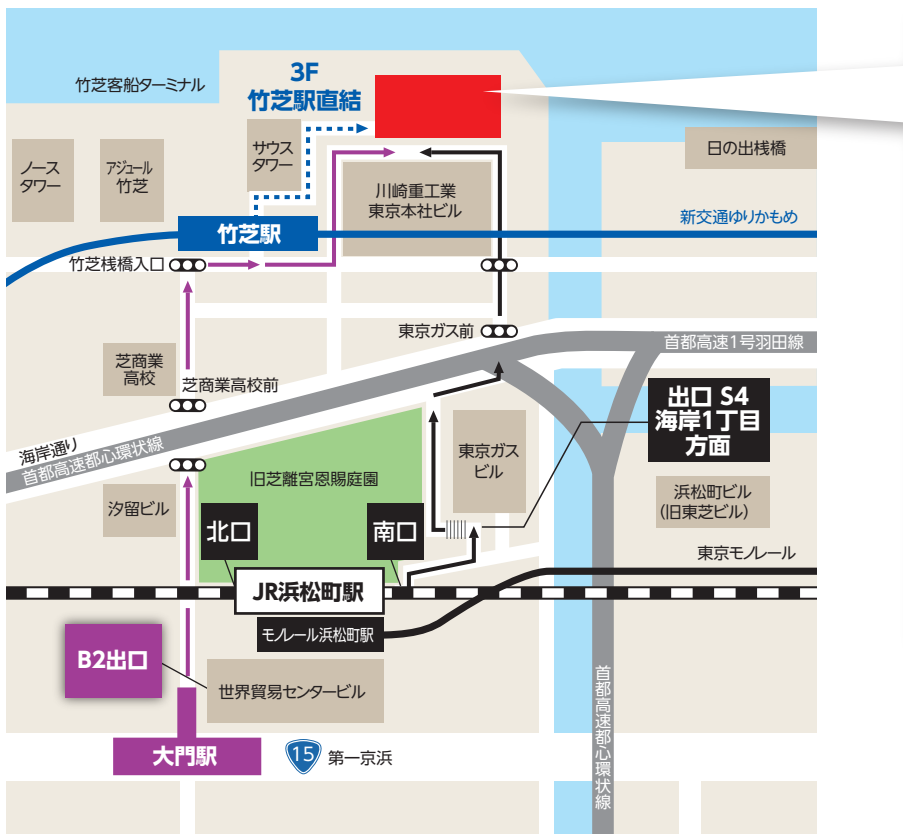 竹芝客船ターミナル
3F
竹芝駅直結
ノース
タワー
アジュール
竹芝
サウス
タワー
川崎重工業
東京本社ビル
日の出桟橋
竹芝駅
新交通ゆりかもめ
竹芝桟橋入口
東京ガス前
首都高速1号羽田線
芝商業
高校
芝商業高校前
出口 S4
海岸1丁目
方面
海岸通り
首都高速都心環状線
旧芝離宮恩賜庭園
東京ガス
ビル
汐留ビル
浜松町ビル
(旧東芝ビル)
北口
南口
東京モノレール
JR浜松町駅
モノレール浜松町駅
B2出口
世界貿易センタービル
首都高速都心環状線
大門駅
15
第一京浜